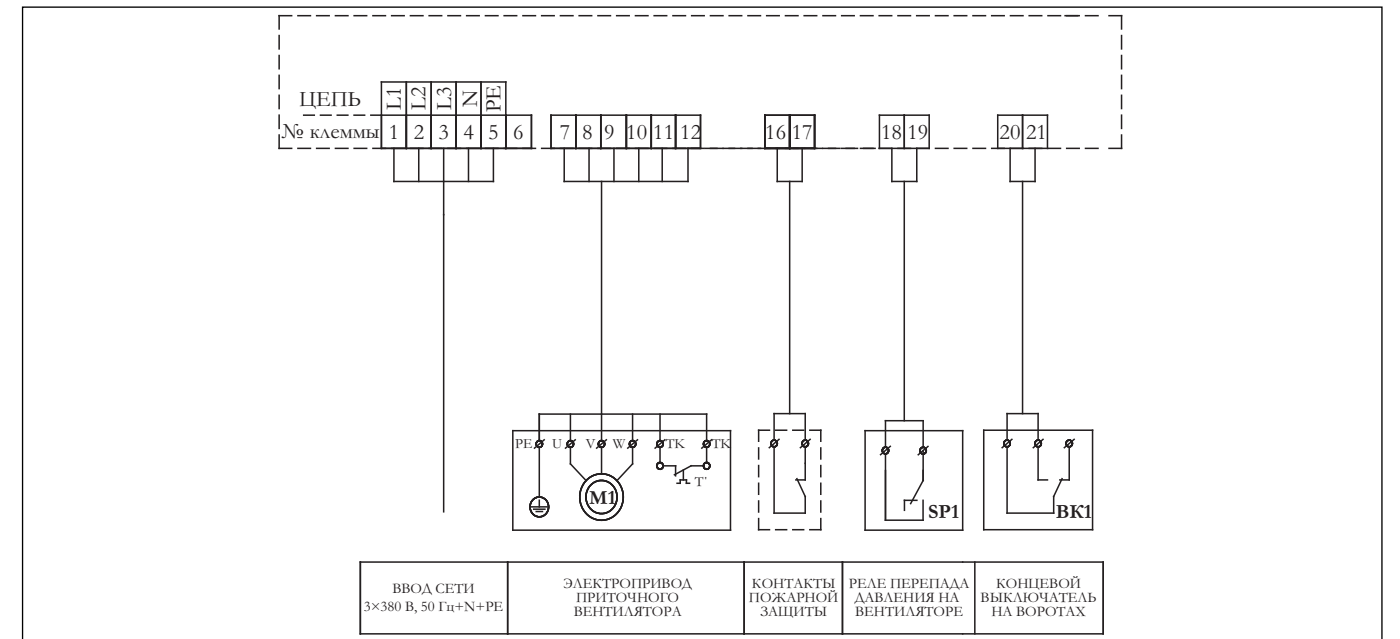 ЦЕПЬ L1 L2 L3 N PE
№ клеммы 1 2 3 4 5 6 7 8 9 10 11 12 16 17 18 19 20 21
PE U V W TK TK
T°
M1
SP1
ВК1
ВВОД СЕТИ
3×380 В, 50 Гц+N+PE
ЭЛЕКТРОПРИВОД
ПРИТОЧНОГО
ВЕНТИЛЯТОРА
КОНТАКТЫ
ПОЖАРНОЙ
ЗАЩИТЫ
РЕЛЕ ПЕРЕПАДА
ДАВЛЕНИЯ НА
ВЕНТИЛЯТОРЕ
КОНЦЕВОЙ
ВЫКЛЮЧАТЕЛЬ
НА ВОРОТАХ